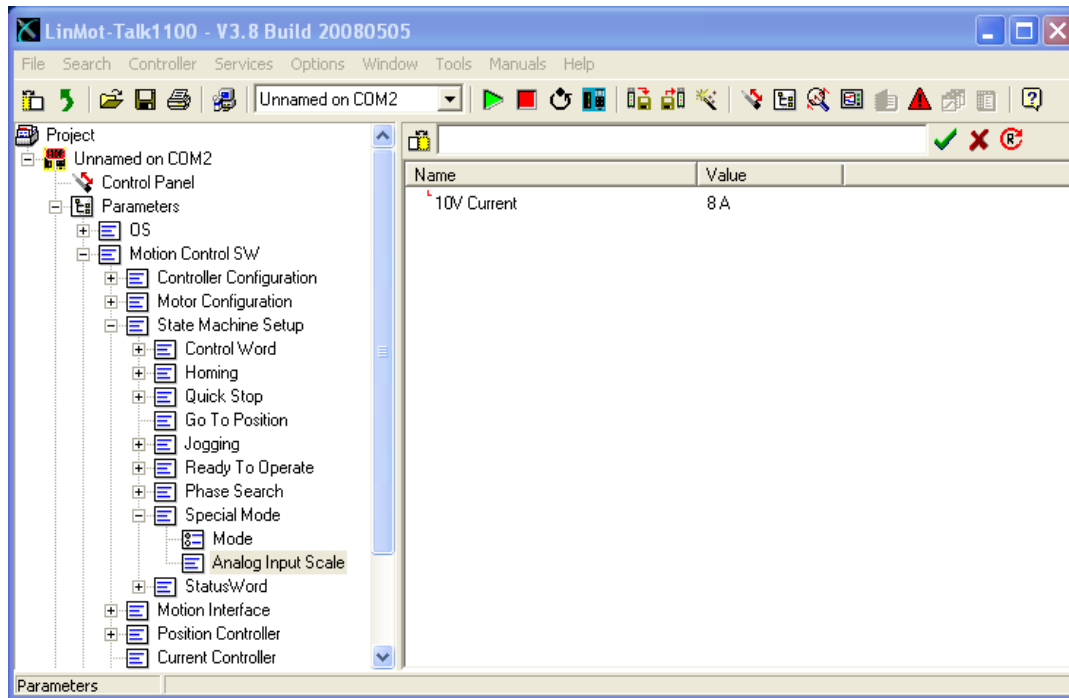 LinMot-Talk1100 - V3.8 Build 20080505
File Search Controller Services Options Window Tools Manuals Help
Unnamed on COM2
Project
Unnamed on COM2
Control Panel
Parameters
OS
Motion Control SW
Controller Configuration
Motor Configuration
State Machine Setup
Control Word
Homing
Quick Stop
Go To Position
Jogging
Ready To Operate
Phase Search
Special Mode
Mode
Analog Input Scale
StatusWord
Motion Interface
Position Controller
Current Controller
Name Value
10V Current 8 A
Parameters